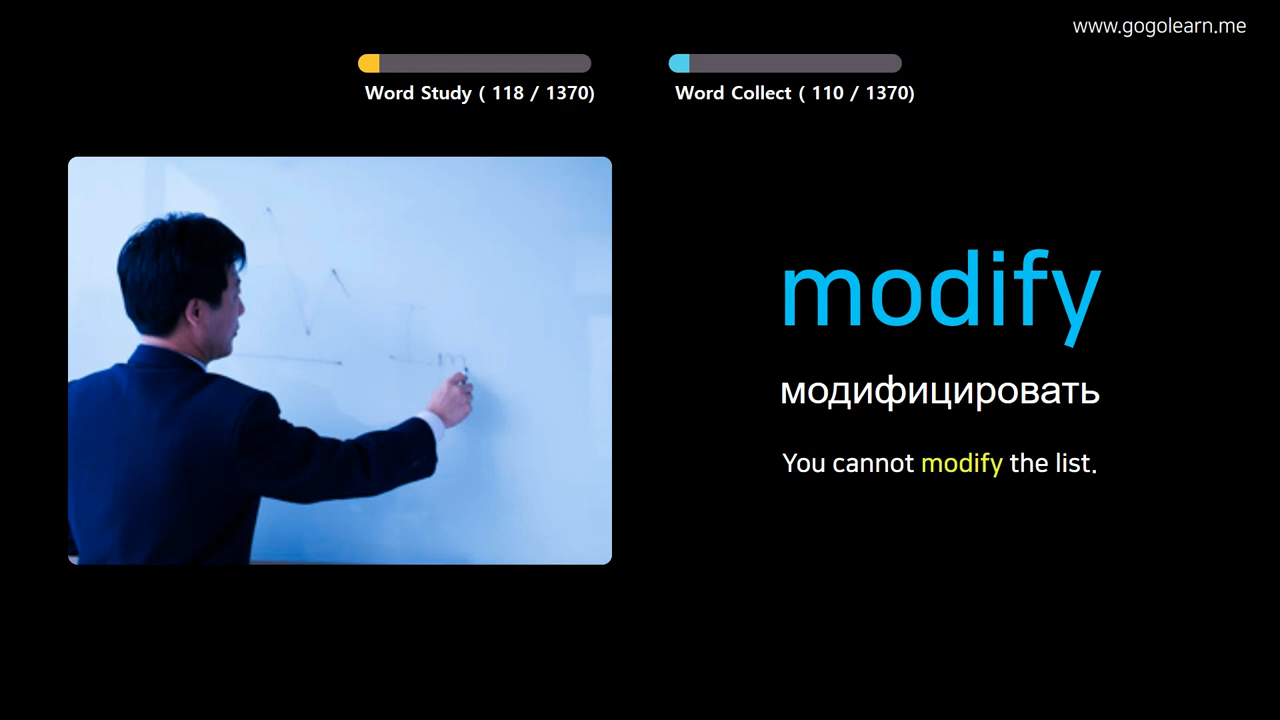 www.gogolearn.me
Word Study ( 118 / 1370)
Word Collect ( 110 / 1370)
modify
модифицировать
You cannot modify the list.